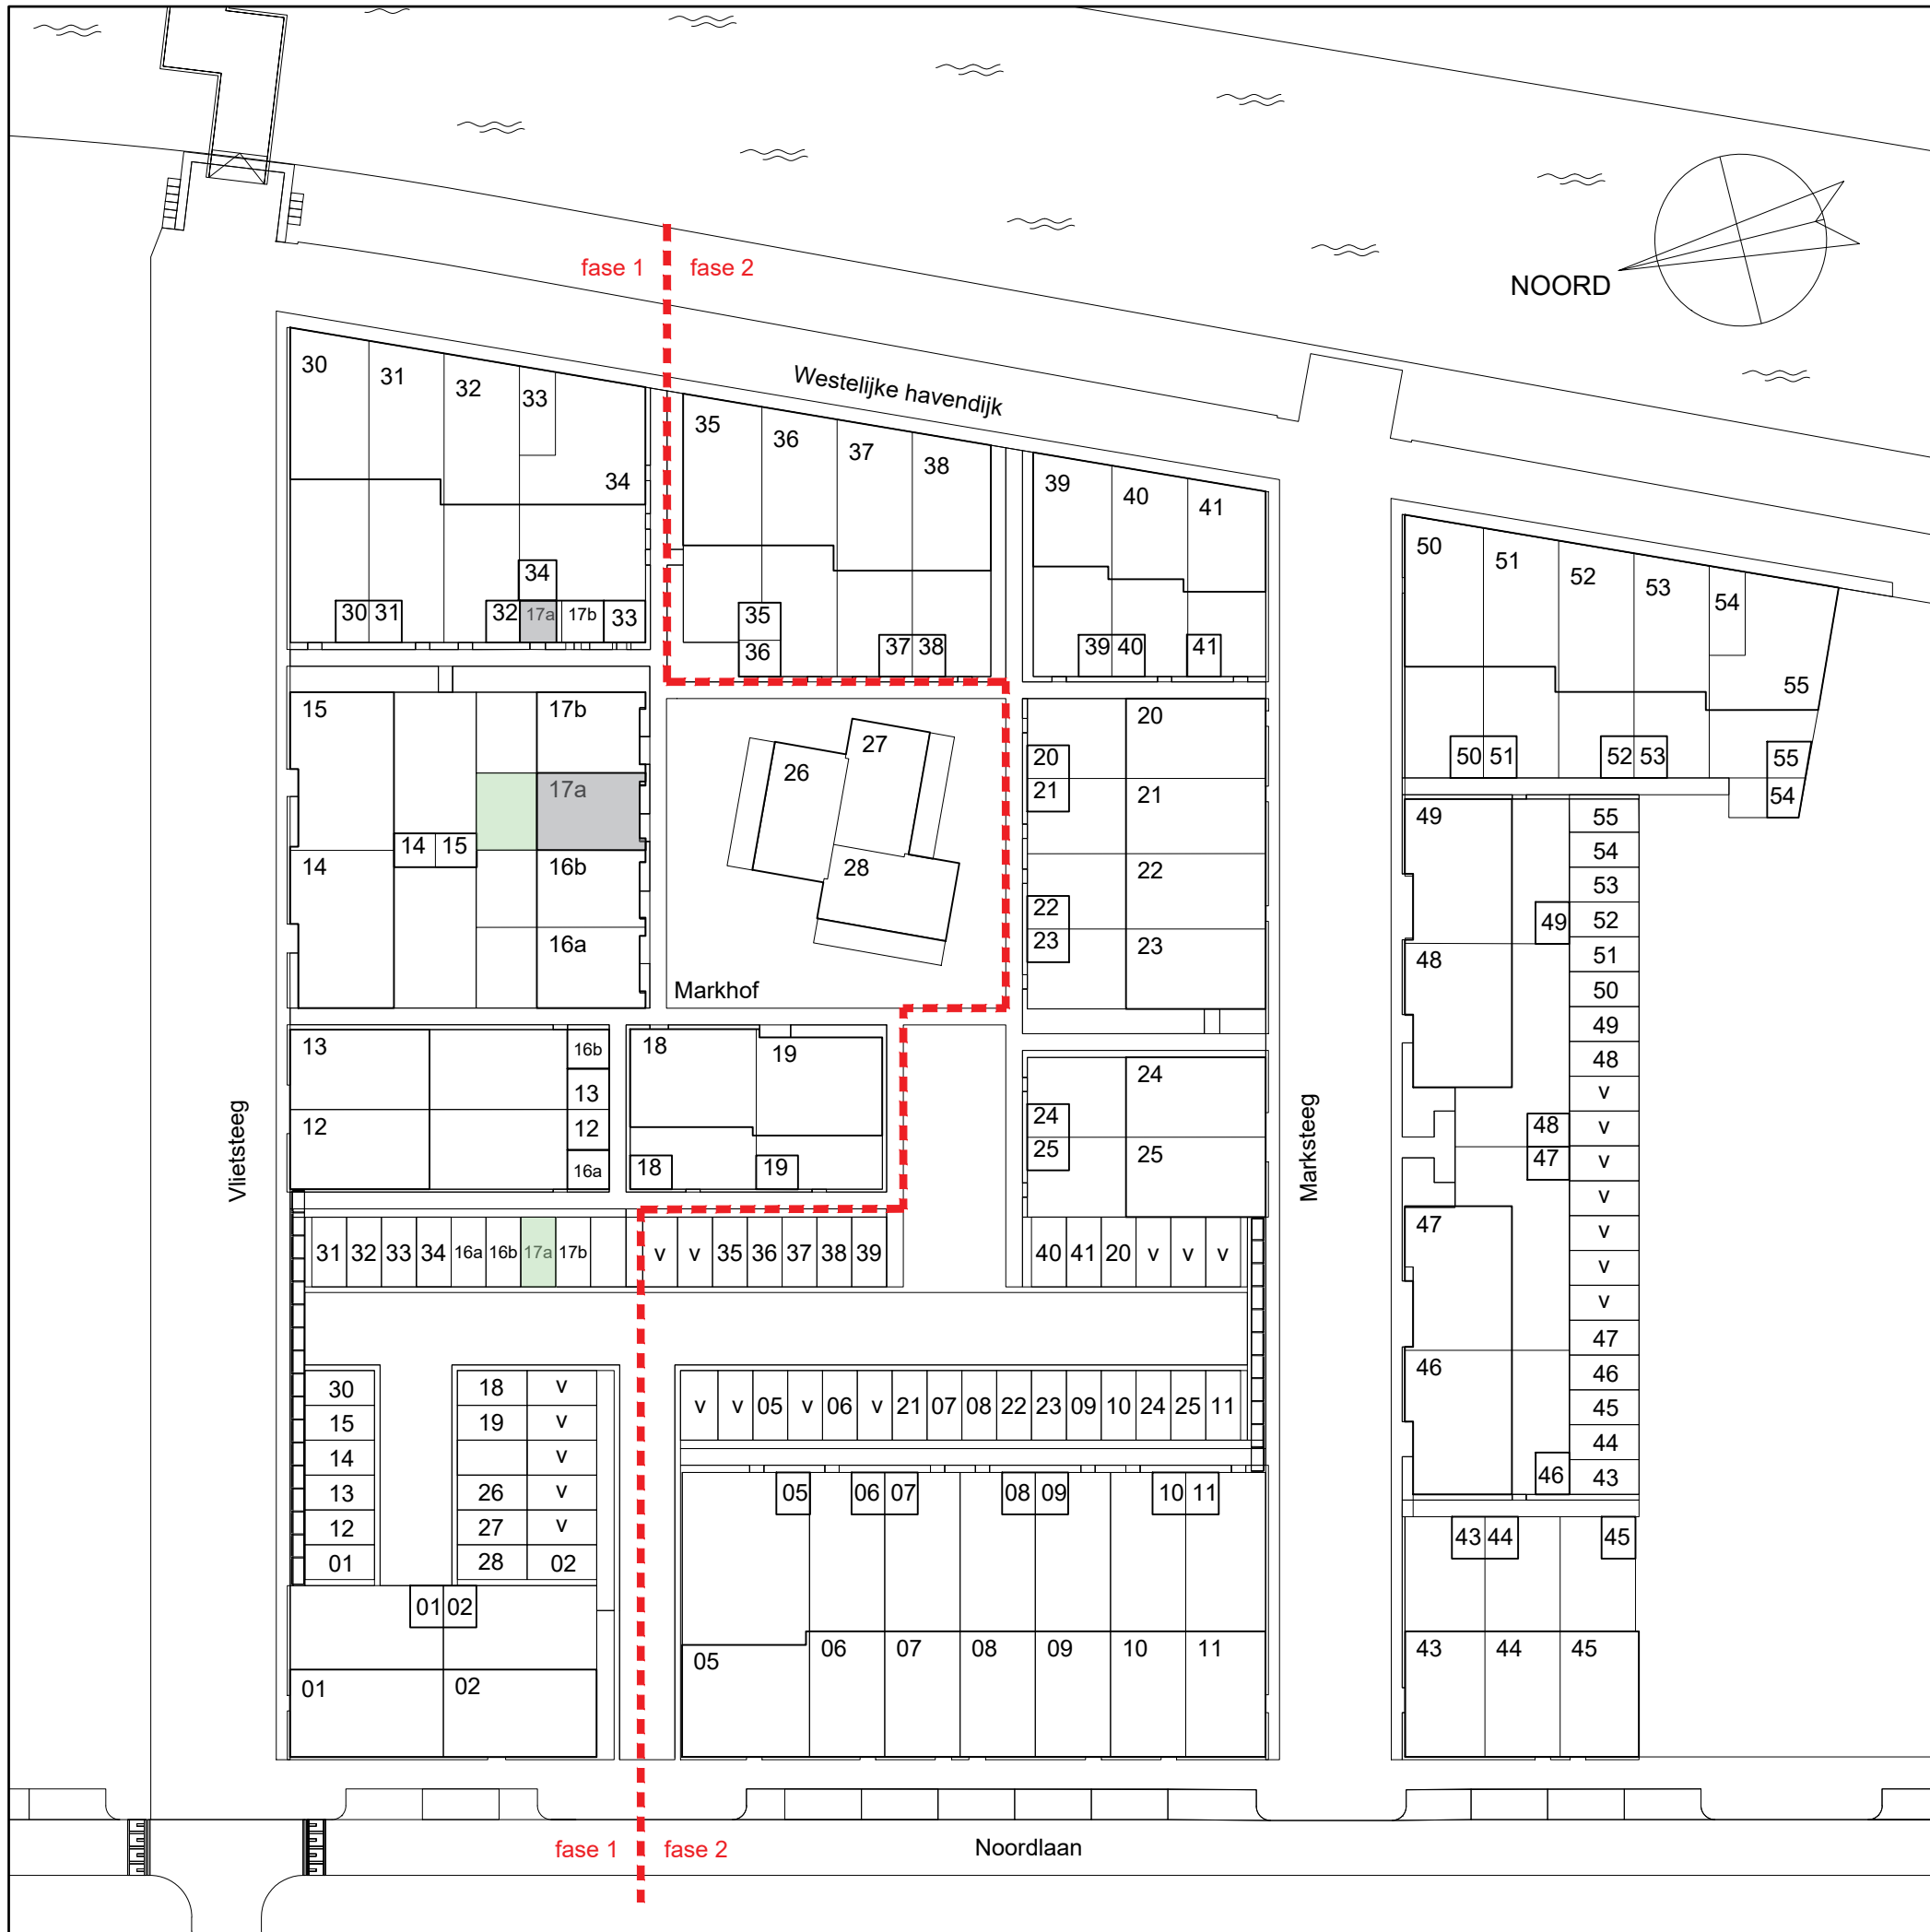 fase 1 fase 2
NOORD
Westelijke havendijk
30 31 32 33 34
35 36 37 38
39 40 41
50 51 52 53 54 55
34
30 31 32 17a 17b 33
35
36
37 38
39 40 41
50 51 52 53 55
54
15 17b
17a
14 15
14 16b
16a
26 27
28
Markhof
20 20
21 21
22 22
23 23
49
49
48
55
54
53
52
51
50
49
48
v
v
v
v
v
v
v
47
46
45
44
43
48
47
47
46
46
13 16b
13
12 12
16a
18 19
18 19
24 24
25 25
Vlietsteeg
Marksteeg
31 32 33 34 16a 16b 17a 17b
v v 35 36 37 38 39
40 41 20 v v v
30 18 v
15 19 v
14 v
13 26 v
12 27 v
01 28 02
v v 05 v 06 v 21 07 08 22 23 09 10 24 25 11
05 06 07 08 09 10 11
43 44 45
01 02
01 02
05 06 07 08 09 10 11
43 44 45
fase 1 fase 2
Noordlaan